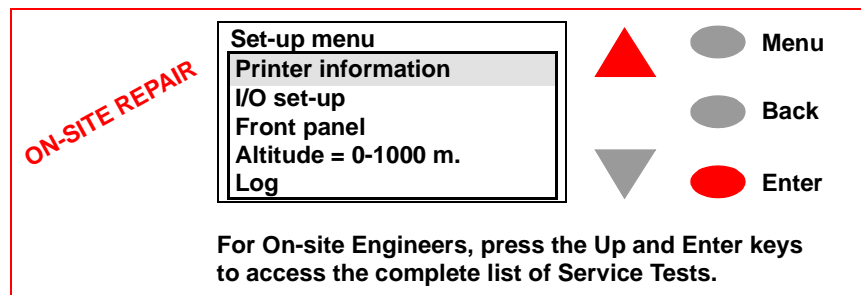 ON-SITE REPAIR
Set-up menu
Printer information
I/O set-up
Front panel
Altitude = 0-1000 m.
Log
Menu
Back
Enter
For On-site Engineers, press the Up and Enter keys
to access the complete list of Service Tests.